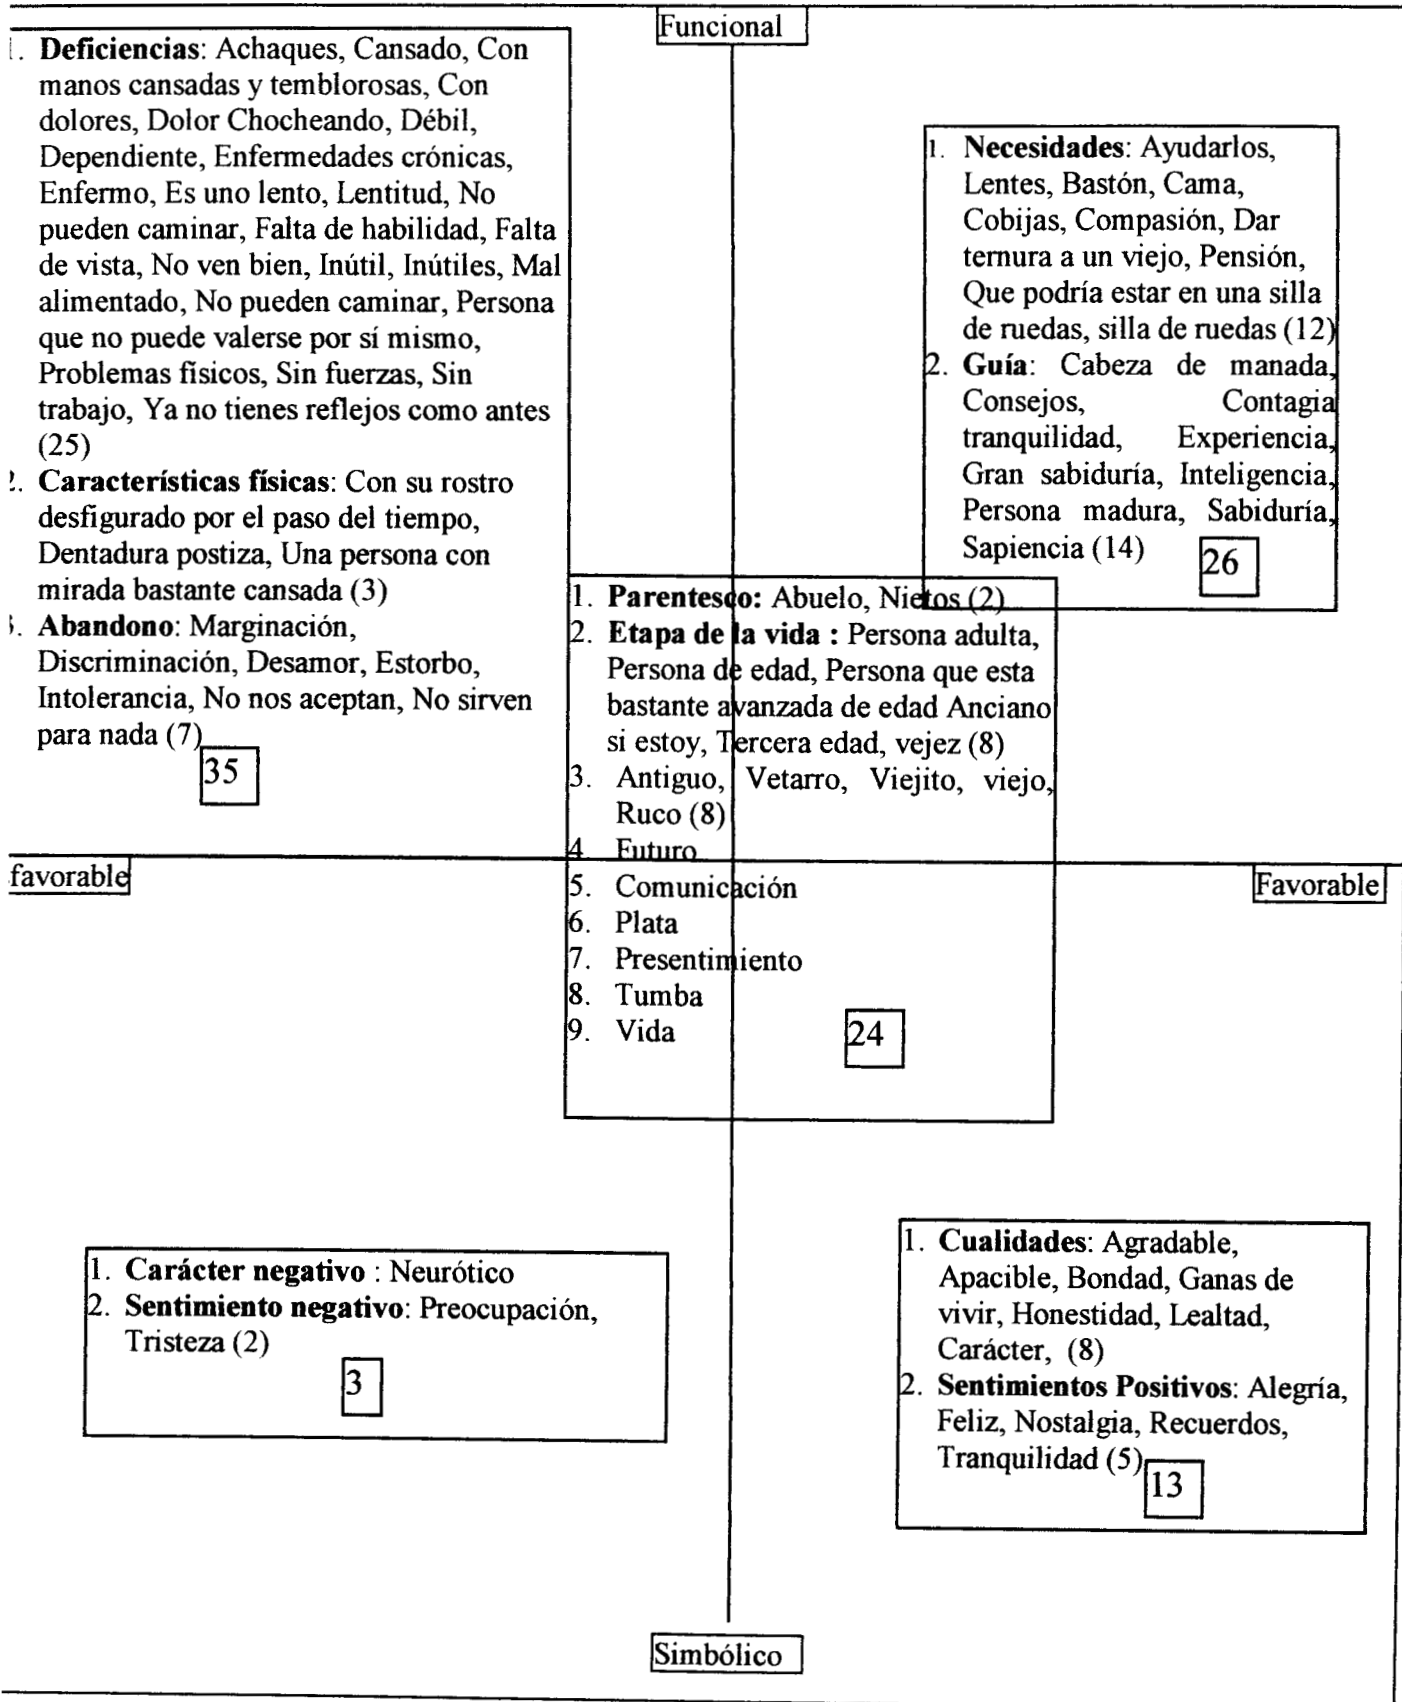 Funcional
1. Deficiencias: Achaques, Cansado, Con
manos cansadas y temblorosas, Con
dolores, Dolor Chocheando, Débil,
Dependiente, Enfermedades crónicas,
Enfermo, Es uno lento, Lentitud, No
pueden caminar, Falta de habilidad, Falta
de vista, No ven bien, Inútil, Inútiles, Mal
alimentado, No pueden caminar, Persona
que no puede valerse por sí mismo,
Problemas físicos, Sin fuerzas, Sin
trabajo, Ya no tienes reflejos como antes
(25)
2. Características físicas: Con su rostro
desfigurado por el paso del tiempo,
Dentadura postiza, Una persona con
mirada bastante cansada (3)
3. Abandono: Marginación,
Discriminación, Desamor, Estorbo,
Intolerancia, No nos aceptan, No sirven
para nada (7)
35
1. Necesidades: Ayudarlos,
Lentes, Bastón, Cama,
Cobijas, Compasión, Dar
ternura a un viejo, Pensión,
Que podría estar en una silla
de ruedas, silla de ruedas (12)
2. Guía: Cabeza de manada,
Consejos, Contagia
tranquilidad, Experiencia,
Gran sabiduría, Inteligencia,
Persona madura, Sabiduría,
Sapiencia (14)
26
1. Parentesco: Abuelo, Nietos (2)
2. Etapa de la vida : Persona adulta,
Persona de edad, Persona que esta
bastante avanzada de edad Anciano
si estoy, Tercera edad, vejez (8)
3. Antiguo, Vetarro, Viejito, viejo,
Ruco (8)
4 Futuro
5. Comunicación
6. Plata
7. Presentimiento
8. Tumba
9. Vida
24
favorable
Favorable
1. Carácter negativo : Neurótico
2. Sentimiento negativo: Preocupación,
Tristeza (2)
3
1. Cualidades: Agradable,
Apacible, Bondad, Ganas de
vivir, Honestidad, Lealtad,
Carácter, (8)
2. Sentimientos Positivos: Alegría,
Feliz, Nostalgia, Recuerdos,
Tranquilidad (5)
13
Simbólico